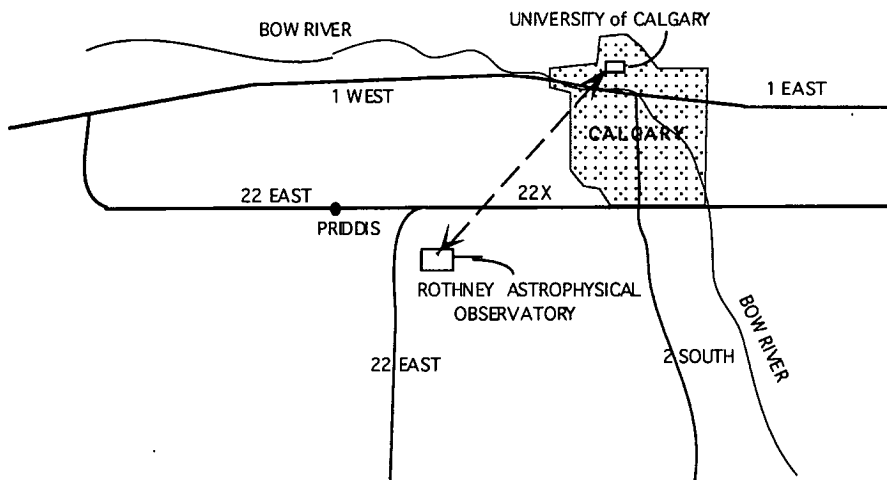 UNIVERSITY of CALGARY
BOW RIVER
1 WEST
1 EAST
CALGARY
22 EAST
22X
PRIDDIS
ROTHNEY ASTROPHYSICAL
OBSERVATORY
BOW RIVER
22 EAST
2 SOUTH